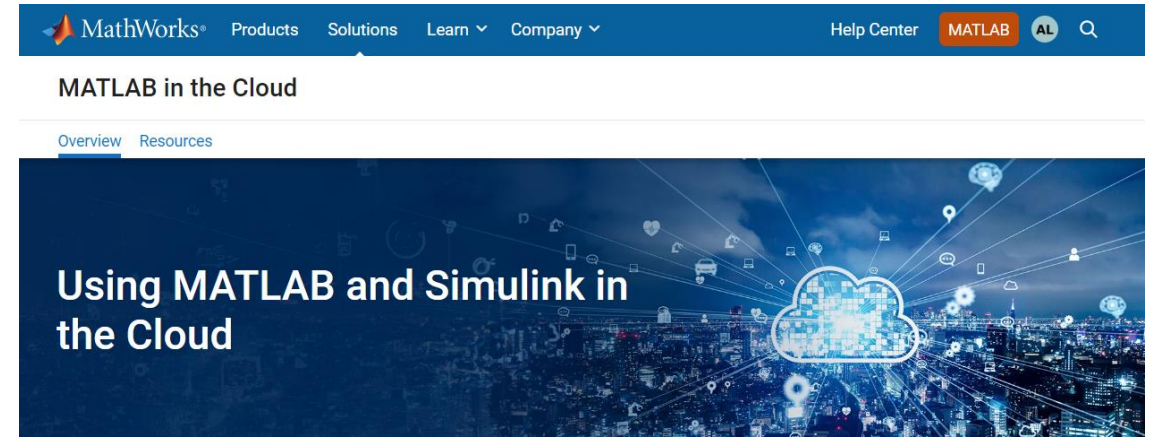 MathWorks®
Products
Solutions
Learn
Company
Help Center
MATLAB
AL
MATLAB in the Cloud
Overview
Resources
Using MATLAB and Simulink in
the Cloud